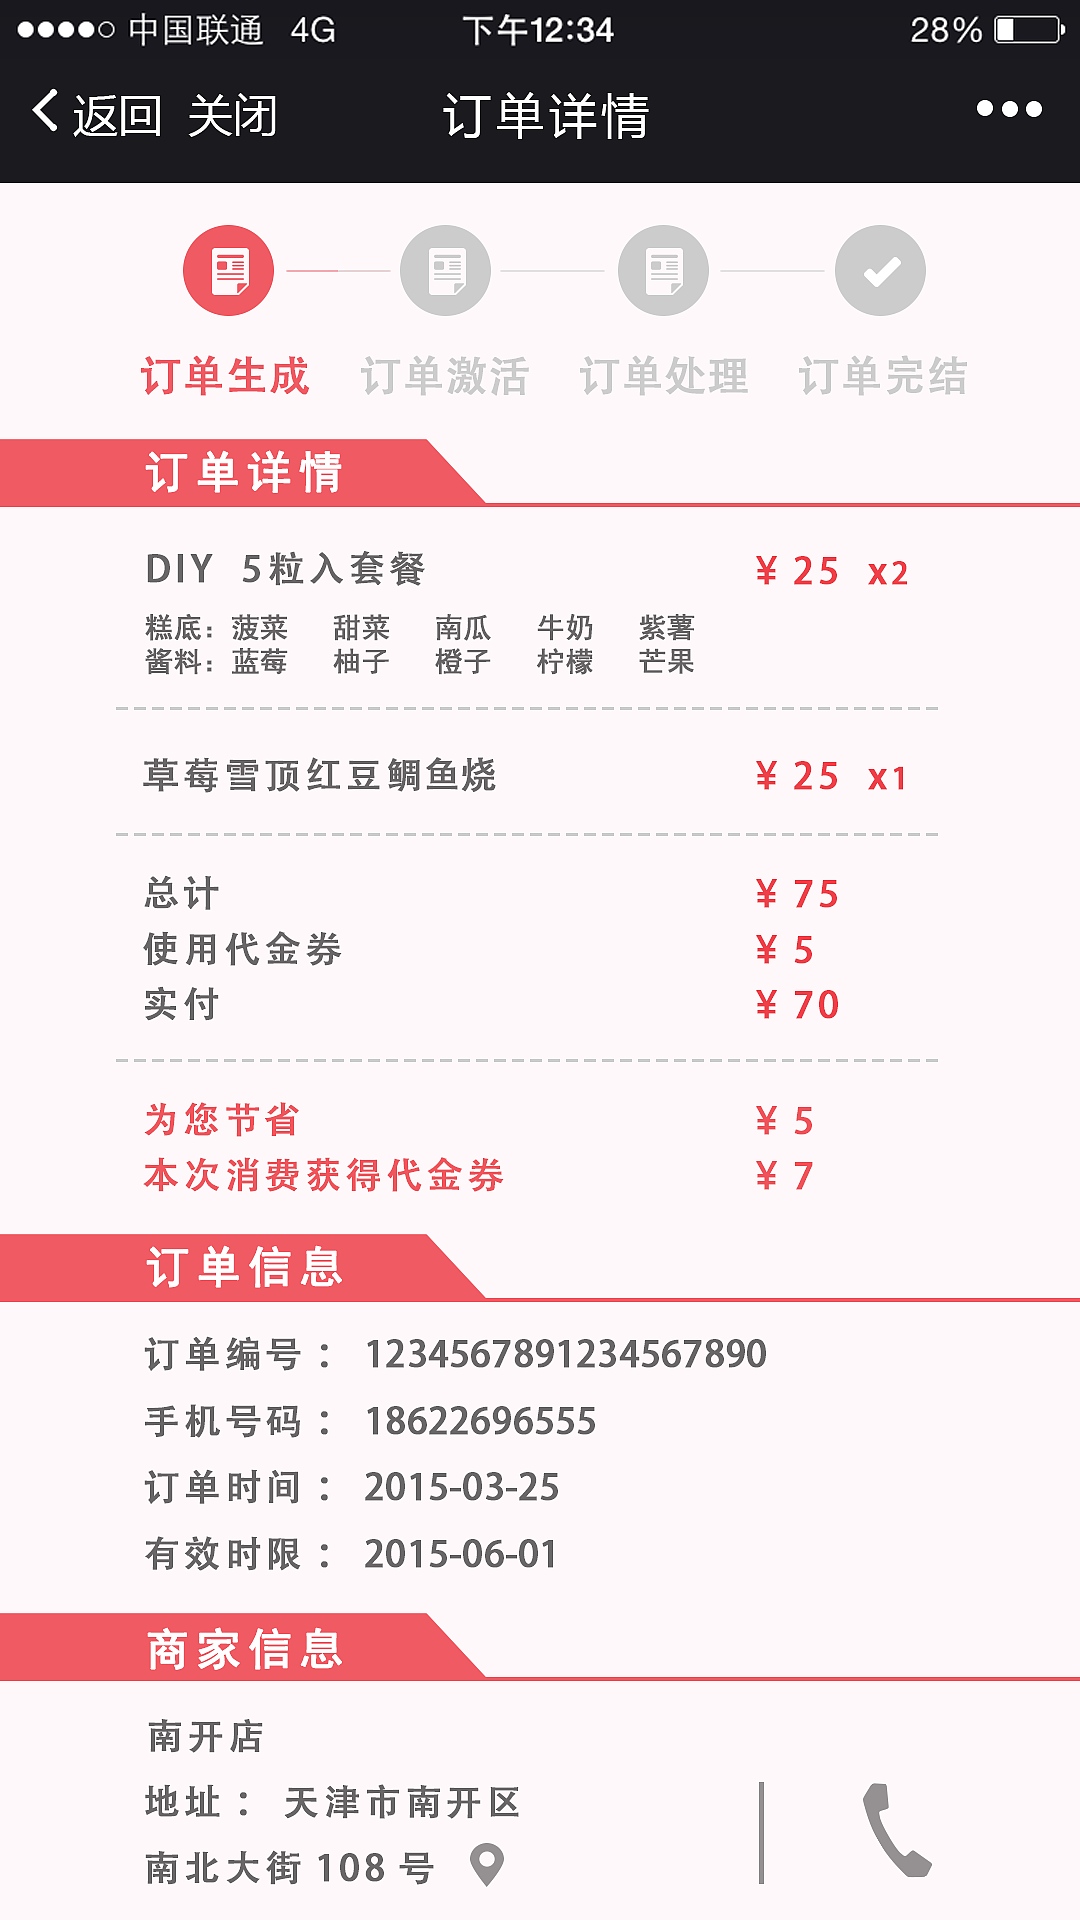 中国联通 4G 下午12:34 28%
返回 关闭 订单详情
订单生成 订单激活 订单处理 订单完结
订单详情
DIY 5粒入套餐 ¥ 25 x2
糕底：菠菜 甜菜 南瓜 牛奶 紫薯
酱料：蓝莓 柚子 橙子 柠檬 芒果
草莓雪顶红豆鲷鱼烧 ¥ 25 x1
总计 ¥ 75
使用代金券 ¥ 5
实付 ¥ 70
为您节省 ¥ 5
本次消费获得代金券 ¥ 7
订单信息
订单编号： 1234567891234567890
手机号码： 18622696555
订单时间： 2015-03-25
有效时限： 2015-06-01
商家信息
南开店
地址： 天津市南开区
南北大街 108 号